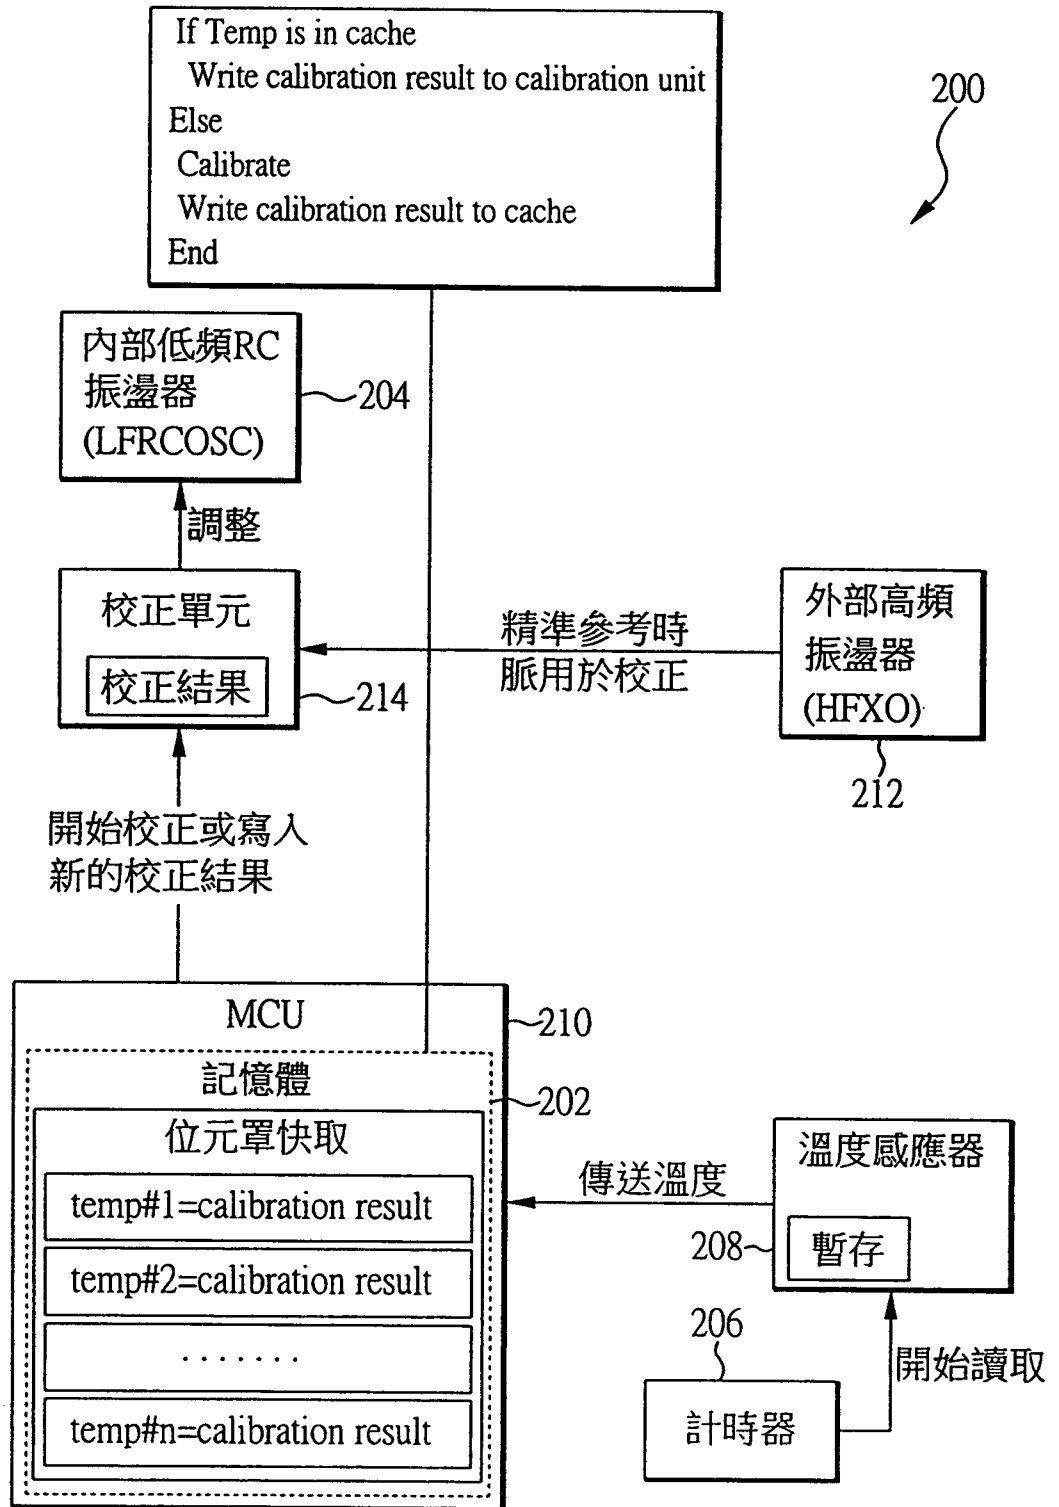 If Temp is in cache
Write calibration result to calibration unit
Else
Calibrate
Write calibration result to cache
End
200
內部低頻RC
振盪器
(LFRCOSC)
204
調整
校正單元
校正結果
214
精準參考時
脈用於校正
外部高頻
振盪器
(HFXO)
212
開始校正或寫入
新的校正結果
MCU
210
記憶體
202
位元罩快取
temp#1=calibration result
temp#2=calibration result
.......
temp#n=calibration result
傳送溫度
溫度感應器
208
暫存
206
開始讀取
計時器